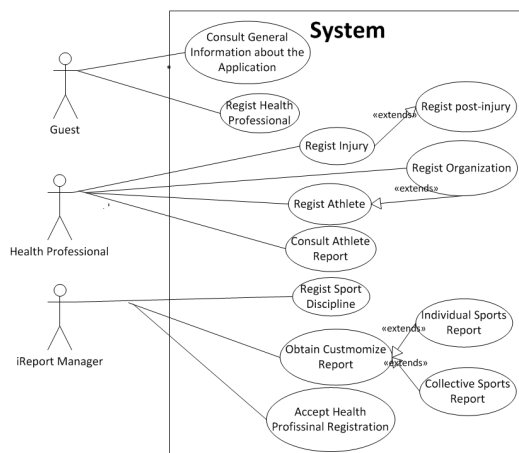 System
Consult General
Information about the
Application
Regist Health
Professional
Guest
Regist post-injury
«extends»
Regist Injury
Regist Organization
«extends»
Regist Athlete
Health Professional
Consult Athlete
Report
Regist Sport
Discipline
iReport Manager
Individual Sports
Report
«extends»
Obtain Custmomize
Report
«extends»
Collective Sports
Report
Accept Health
Profissinal Registration